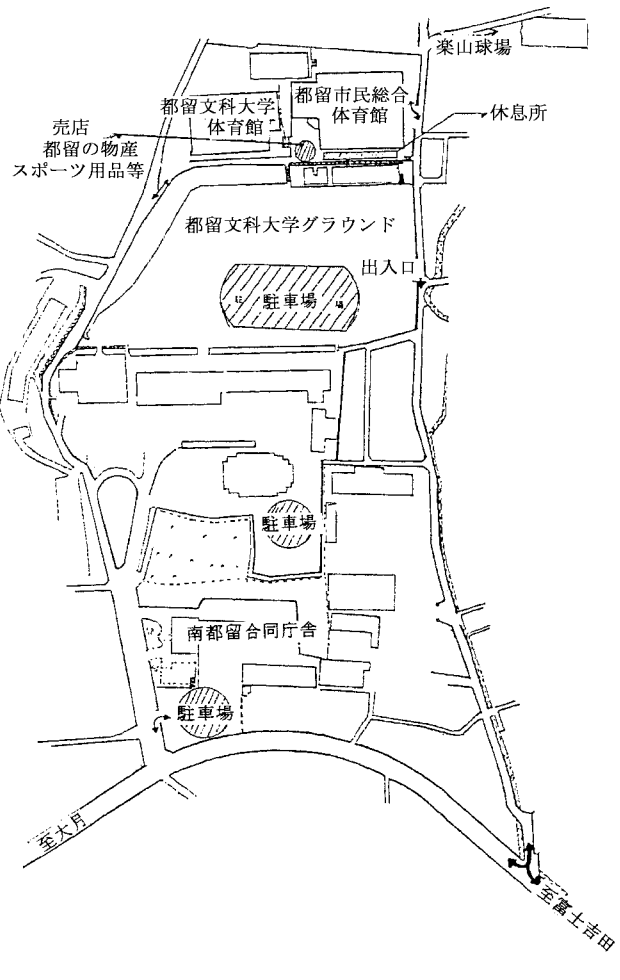 楽山球場
都留文科大学
体育館
都留市民総合
体育館
休息所
売店
都留の物産
スポーツ用品等
都留文科大学グラウンド
出入口
駐車場
駐車場
南都留合同庁舎
駐車場
至大月
至富士吉田